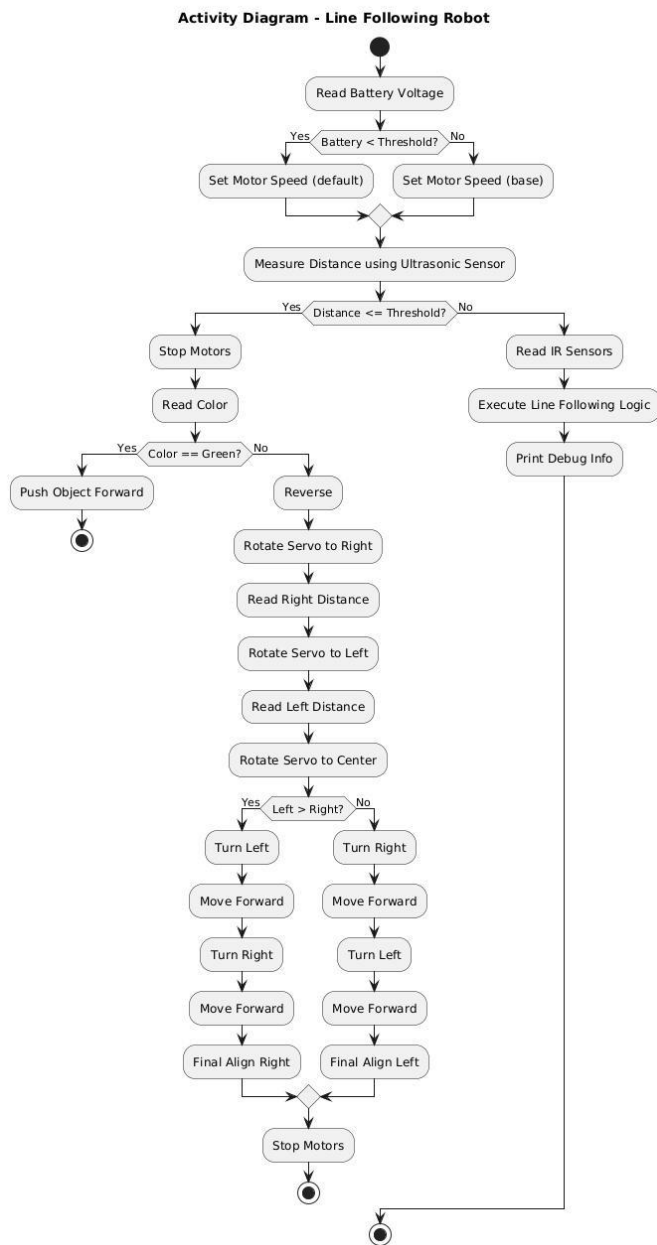 Activity Diagram - Line Following Robot
Read Battery Voltage
Yes
Battery < Threshold?
No
Set Motor Speed (default)
Set Motor Speed (base)
Measure Distance using Ultrasonic Sensor
Yes
Distance <= Threshold?
No
Stop Motors
Read IR Sensors
Read Color
Execute Line Following Logic
Yes
Color == Green?
No
Print Debug Info
Push Object Forward
Reverse
Rotate Servo to Right
Read Right Distance
Rotate Servo to Left
Read Left Distance
Rotate Servo to Center
Yes
Left > Right?
No
Turn Left
Turn Right
Move Forward
Move Forward
Turn Right
Turn Left
Move Forward
Move Forward
Final Align Right
Final Align Left
Stop Motors